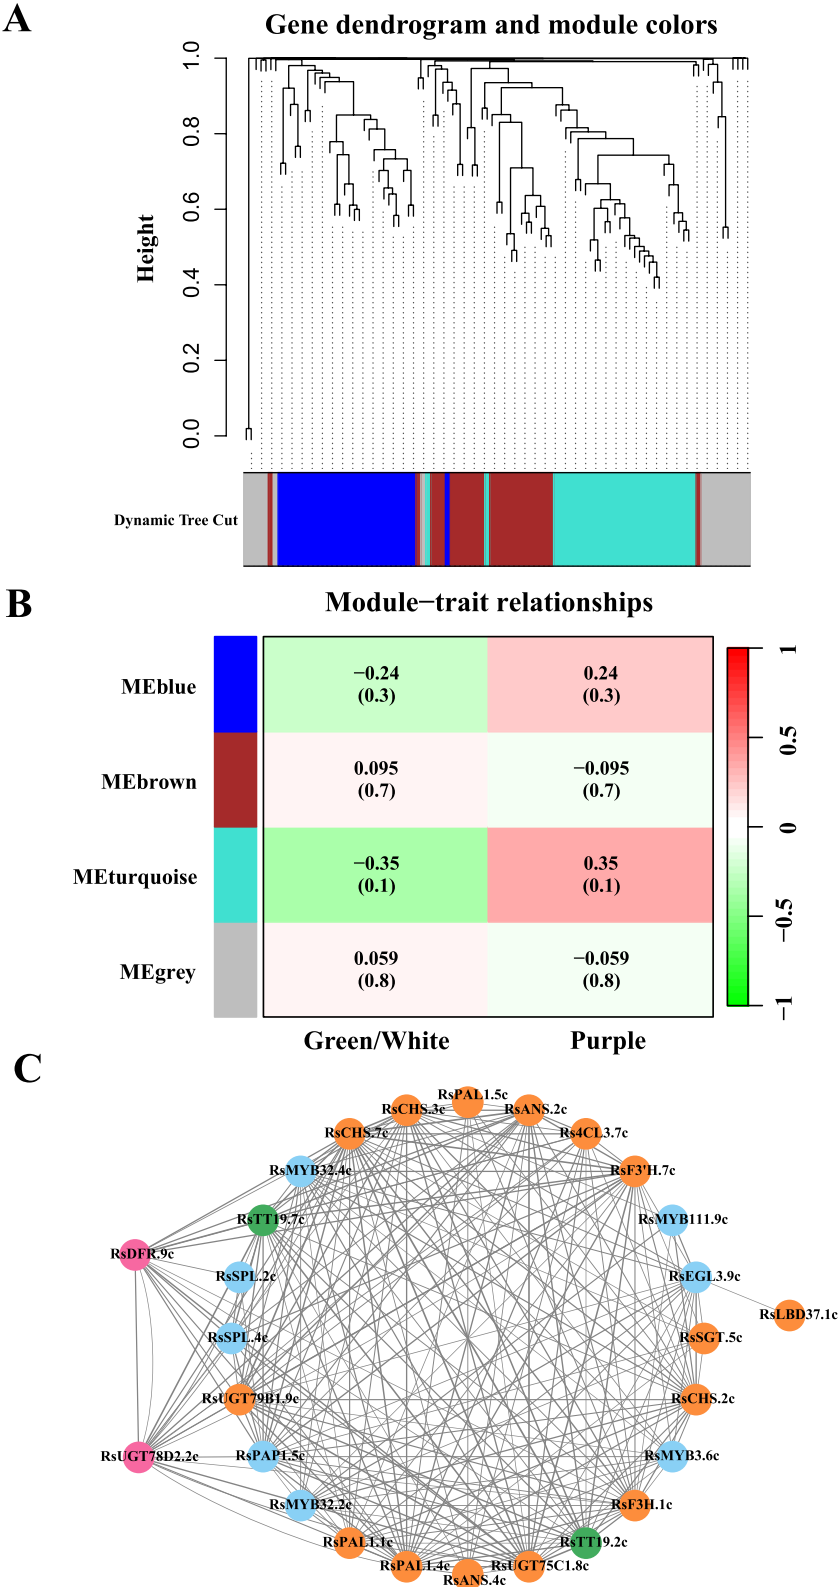 A
Gene dendrogram and module colors
Height
1.0
0.8
0.6
0.4
0.2
0.0
Dynamic Tree Cut
B
Module−trait relationships
MEblue
−0.24
(0.3)
0.24
(0.3)
MEbrown
0.095
(0.7)
−0.095
(0.7)
MEturquoise
−0.35
(0.1)
0.35
(0.1)
MEgrey
0.059
(0.8)
−0.059
(0.8)
1
0.5
0
−0.5
−1
Green/White
Purple
C
RsPAL1.5c
RsCHS.3c
RsANS.2c
RsCHS.7c
Rs4CL3.7c
RsMYB32.4c
RsF3'H.7c
RsTT19.7c
RsMYB111.9c
RsDFR.9c
RsSPL.2c
RsEGL3.9c
RsLBD37.1c
RsSPL.4c
RsSGT.5c
RsUGT79B1.9c
RsCHS.2c
RsUGT78D2.2c
RsPAP1.5c
RsMYB3.6c
RsMYB32.2c
RsF3H.1c
RsPAL1.1c
RsTT19.2c
RsPAL1.4c
RsUGT75C1.8c
RsANS.4c